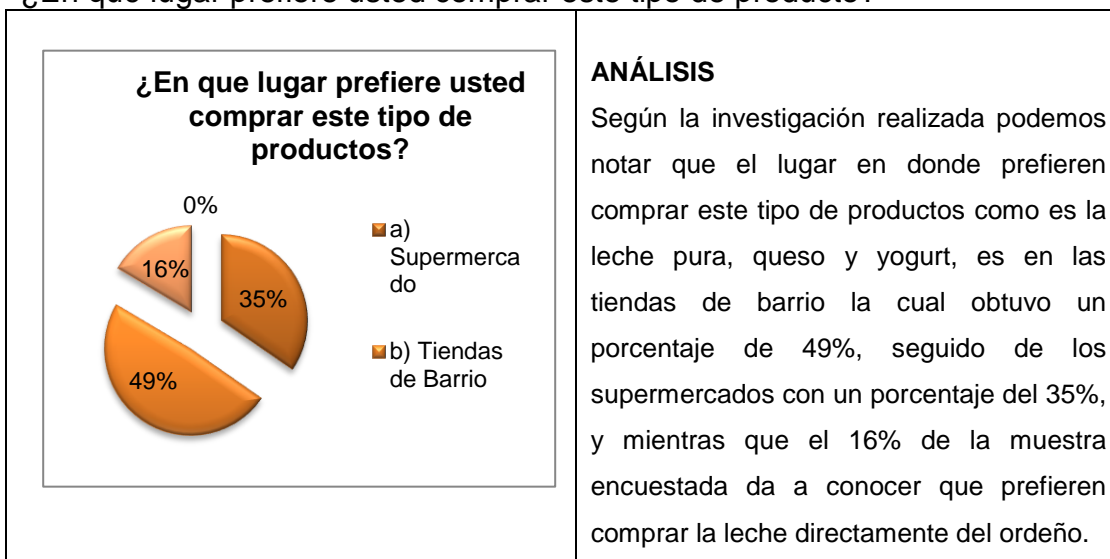 ¿En que lugar prefiere usted comprar este tipo de producto?
¿En que lugar prefiere usted
comprar este tipo de
productos?
0%
16%
35%
49%
a)
Supermerca
do
b) Tiendas
de Barrio
ANÁLISIS
Según la investigación realizada podemos
notar que el lugar en donde prefieren
comprar este tipo de productos como es la
leche pura, queso y yogurt, es en las
tiendas de barrio la cual obtuvo un
porcentaje de 49%, seguido de los
supermercados con un porcentaje del 35%,
y mientras que el 16% de la muestra
encuestada da a conocer que prefieren
comprar la leche directamente del ordeño.